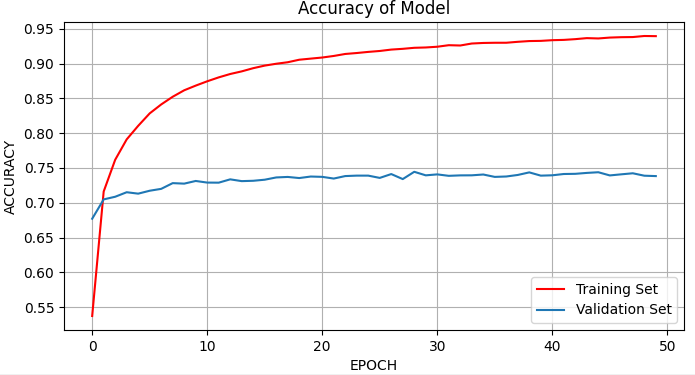 Accuracy of Model
ACCURACY
0.95
0.90
0.85
0.80
0.75
0.70
0.65
0.60
0.55
Training Set
Validation Set
0 10 20 30 40 50
EPOCH